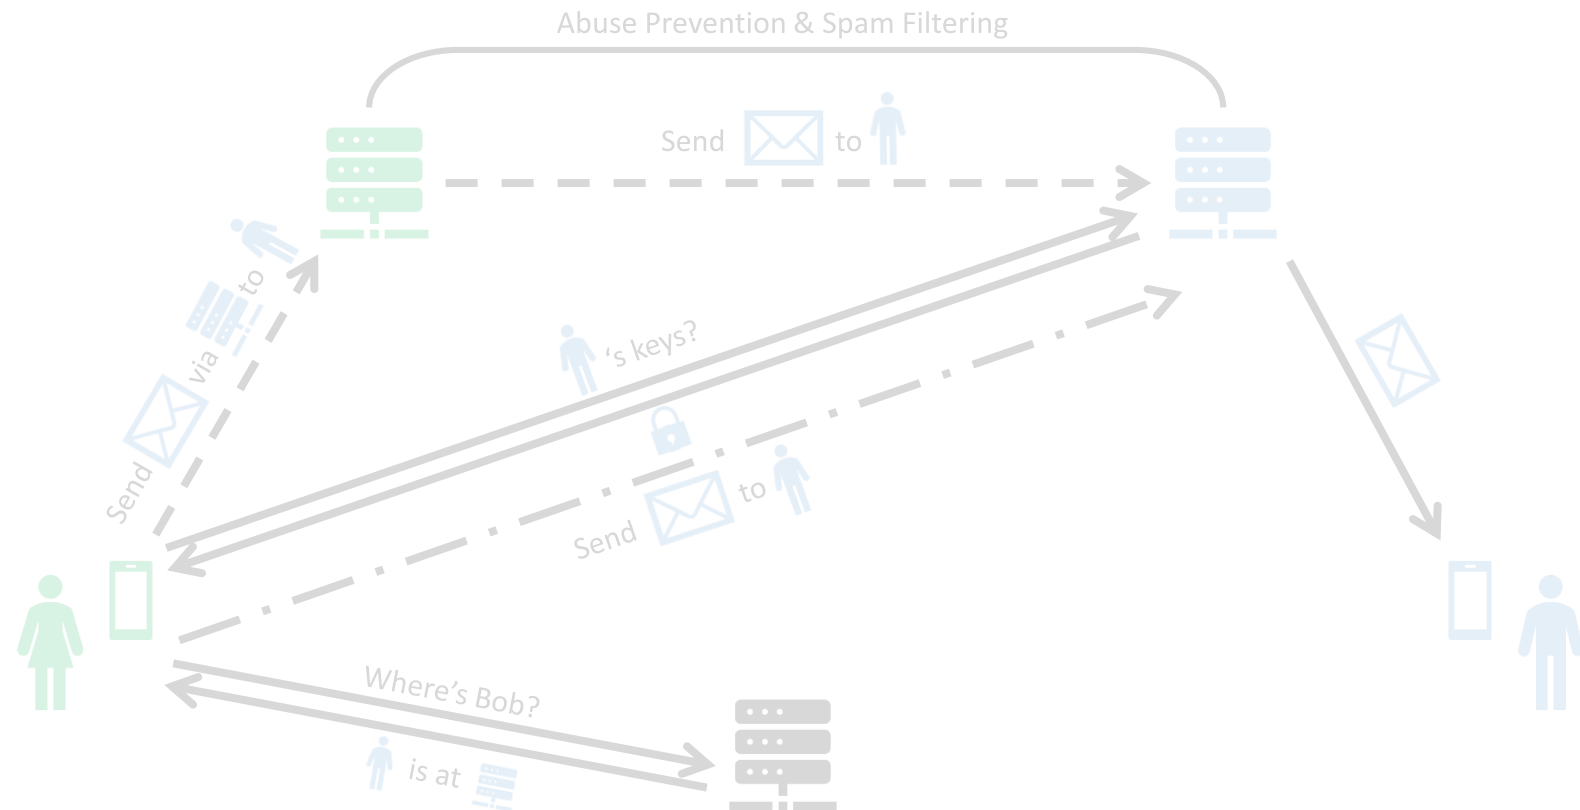 Abuse Prevention & Spam Filtering
Send to
Send via to
's keys?
Send to
Where's Bob?
is at